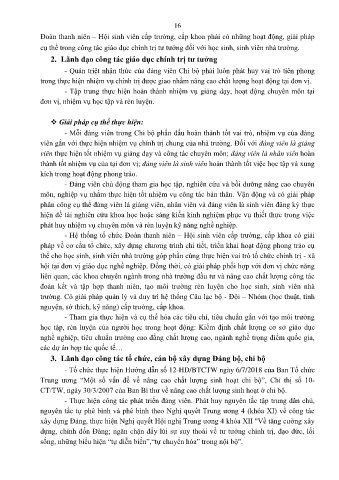 16
Đoàn thanh niên – Hội sinh viên cấp trường, cấp khoa phải có những hoạt động, giải pháp
cụ thể trong công tác giáo dục chính trị tư tưởng đối với học sinh, sinh viên nhà trường.
2. Lãnh đạo công tác giáo dục chính trị tư tưởng
- Quán triệt nhận thức của đảng viên Chi bộ phải luôn phát huy vai trò tiên phong
trong thực hiện nhiệm vụ chính trị được giao nhằm nâng cao chất lượng hoạt động tại đơn vị.
- Tập trung thực hiện hoàn thành nhiệm vụ giảng dạy, hoạt động chuyên môn tại
đơn vị, nhiệm vụ học tập và rèn luyện.
❖ Giải pháp cụ thể thực hiện:
- Mỗi đảng viên trong Chi bộ phấn đấu hoàn thành tốt vai trò, nhiệm vụ của đảng
viên gắn với thực hiện nhiệm vụ chính trị chung của nhà trường. Đối với đảng viên là giảng
viên thực hiện tốt nhiệm vụ giảng dạy và công tác chuyên môn; đảng viên là nhân viên hoàn
thành tốt nhiệm vụ của tại đơn vị; đảng viên là sinh viên hoàn thành tốt việc học tập và xung
kích trong hoạt động phong trào.
- Đảng viên chủ động tham gia học tập, nghiên cứu và bồi dưỡng nâng cao chuyên
môn, nghiệp vụ nhằm thực hiện tốt nhiệm vụ công tác bản thân. Vận động và có giải pháp
phân công cụ thể đảng viên là giảng viên, nhân viên và đảng viên là sinh viên đăng ký thực
hiện đề tài nghiên cứu khoa học hoặc sáng kiến kinh nghiệm phục vụ thiết thực trong việc
phát huy nhiệm vụ chuyên môn và rèn luyện kỹ năng nghề nghiệp.
- Hệ thống tổ chức Đoàn thanh niên – Hội sinh viên cấp trường, cấp khoa có giải
pháp về cơ cấu tổ chức, xây dựng chương trình chi tiết, triển khai hoạt động phong trào cụ
thể cho học sinh, sinh viên nhà trường góp phần cùng thực hiện vai trò tổ chức chính trị - xã
hội tại đơn vị giáo dục nghề nghiệp. Đồng thời, có giải pháp phối hợp với đơn vị chức năng
liên quan, các khoa chuyên ngành trong nhà trường đầu tư và nâng cao chất lượng công tác
đoàn kết và tập hợp thanh niên, tạo môi trường rèn luyện cho học sinh, sinh viên nhà
trường. Có giải pháp quản lý và duy trì hệ thống Câu lạc bộ - Đội – Nhóm (học thuật, tình
nguyện, sở thích, kỹ năng) cấp trường, cấp khoa.
- Tham gia thực hiện và cụ thể hóa các tiêu chí, tiêu chuẩn gắn với tạo môi trường
học tập, rèn luyện của người học trong hoạt động: Kiểm định chất lượng cơ sở giáo dục
nghề nghiệp, tiêu chuẩn trường cao đẳng chất lượng cao, ngành nghề trọng điểm quốc gia,
các dự án hợp tác quốc tế…
3. Lãnh đạo công tác tổ chức, cán bộ xây dựng Đảng bộ, chi bộ
- Tổ chức thực hiện Hướng dẫn số 12-HD/BTCTW ngày 6/7/2018 của Ban Tổ chức
Trung ương “Một số vấn đề về nâng cao chất lượng sinh hoạt chi bộ”, Chỉ thị số 10-
CT/TW, ngày 30/3/2007 của Ban Bí thư về nâng cao chất lượng sinh hoạt ở chi bộ.
- Thực hiện công tác phát triển đảng viên. Phát huy nguyên tắc tập trung dân chủ,
nguyên tắc tự phê bình và phê bình theo Nghị quyết Trung ương 4 (khóa XI) về công tác
xây dựng Đảng, thực hiện Nghị quyết Hội nghị Trung ương 4 khóa XII "Về tăng cường xây
dựng, chỉnh đốn Đảng; ngăn chặn đẩy lùi sự suy thoái về tư tưởng chính trị, đạo đức, lối
sống, những biểu hiện “tự diễn biến”,“tự chuyển hóa” trong nội bộ".